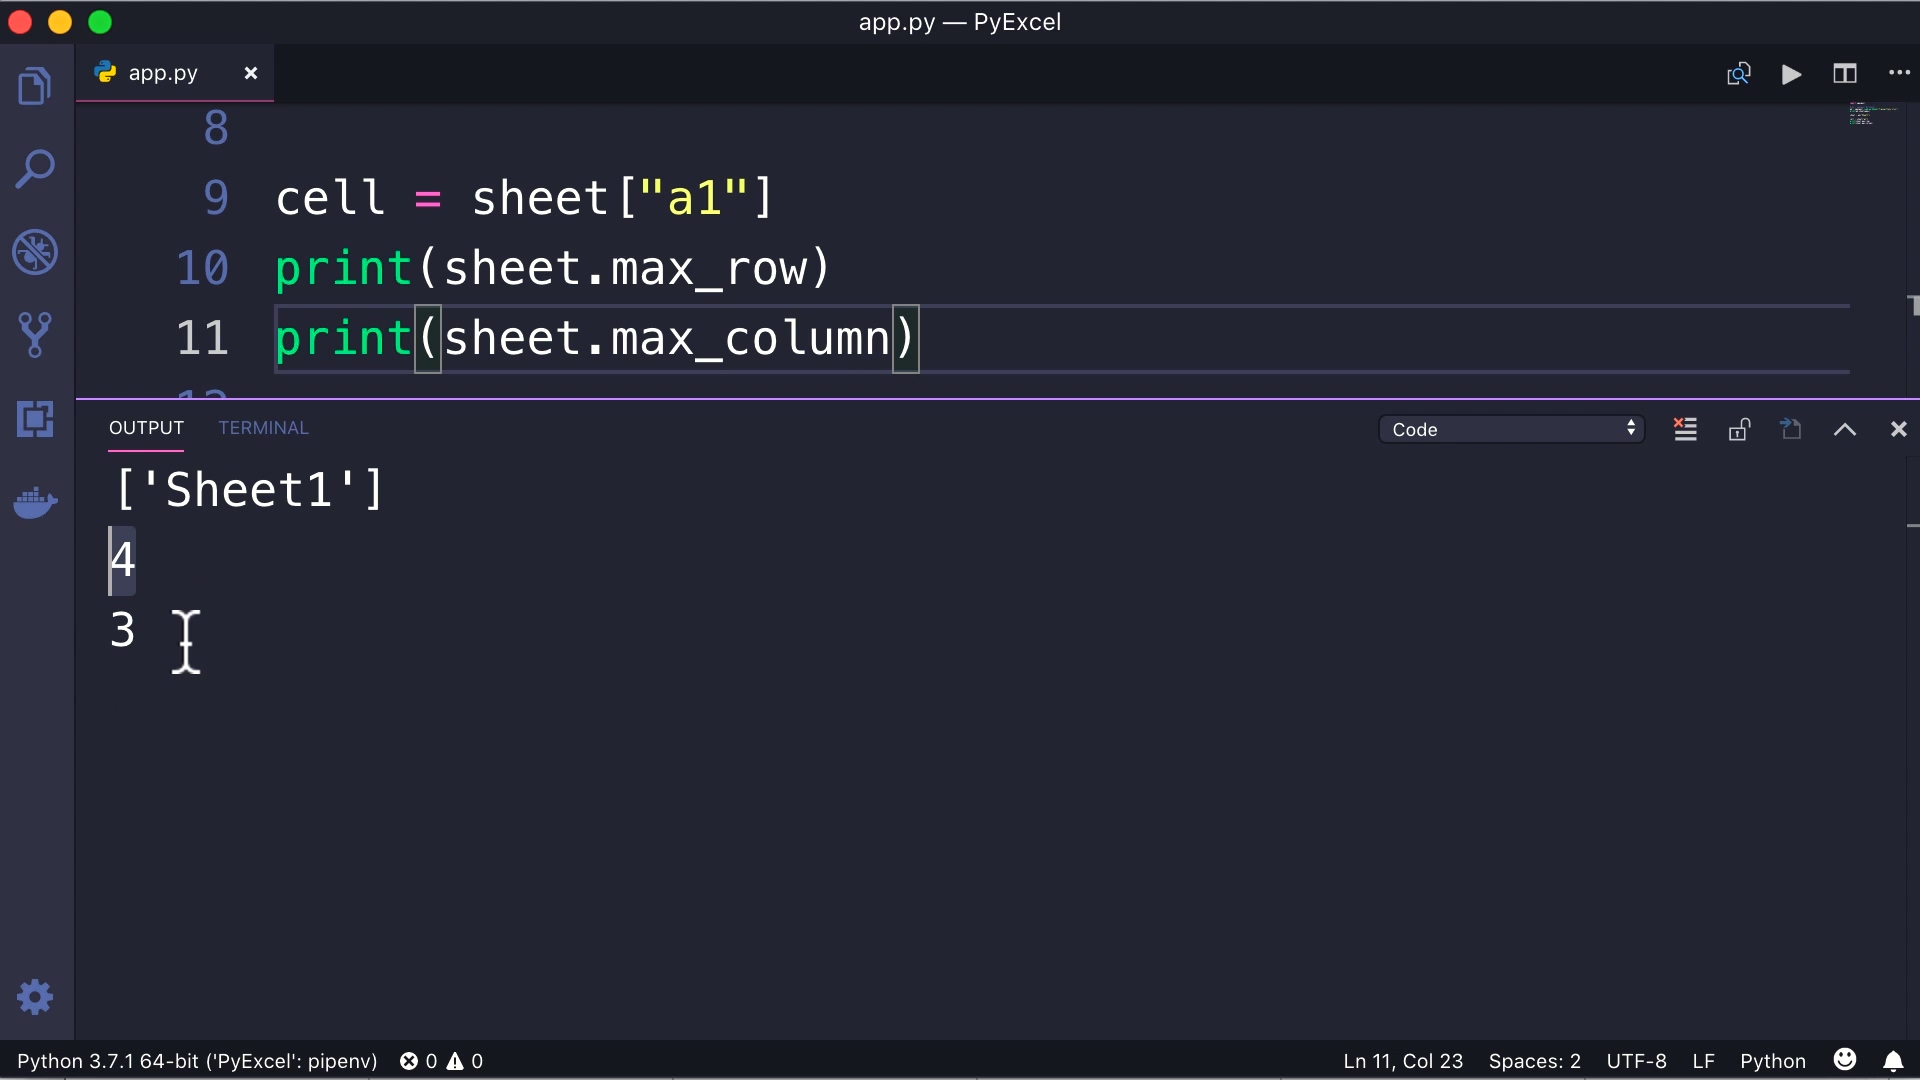 app.py — PyExcel
app.py
8
9 cell = sheet["a1"]
10 print(sheet.max_row)
11 print(sheet.max_column)
12
OUTPUT TERMINAL Code
['Sheet1']
4
3
Python 3.7.1 64-bit ('PyExcel': pipenv) 0 0 Ln 11, Col 23 Spaces: 2 UTF-8 LF Python